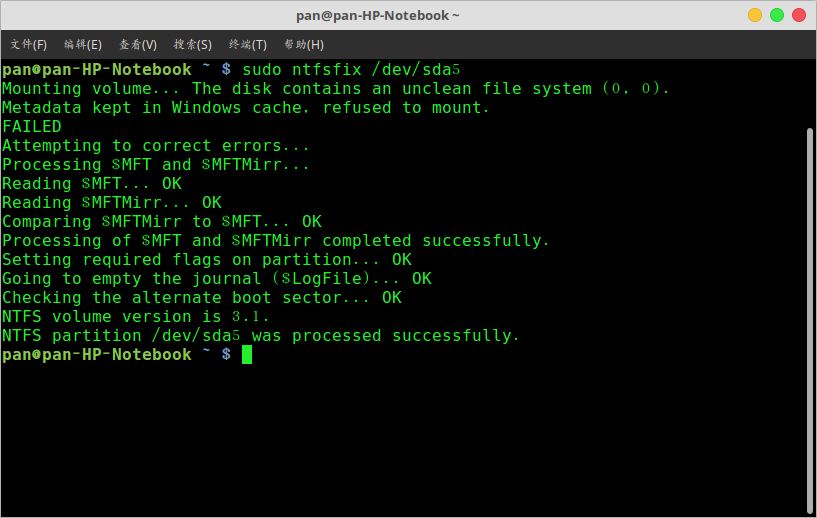 pan@pan-HP-Notebook ~
文件(F) 编辑(E) 查看(V) 搜索(S) 终端(T) 帮助(H)
pan@pan-HP-Notebook ~ $ sudo ntfsfix /dev/sda5
Mounting volume... The disk contains an unclean file system (0, 0).
Metadata kept in Windows cache, refused to mount.
FAILED
Attempting to correct errors...
Processing $MFT and $MFTMirr...
Reading $MFT... OK
Reading $MFTMirr... OK
Comparing $MFTMirr to $MFT... OK
Processing of $MFT and $MFTMirr completed successfully.
Setting required flags on partition... OK
Going to empty the journal ($LogFile)... OK
Checking the alternate boot sector... OK
NTFS volume version is 3.1.
NTFS partition /dev/sda5 was processed successfully.
pan@pan-HP-Notebook ~ $